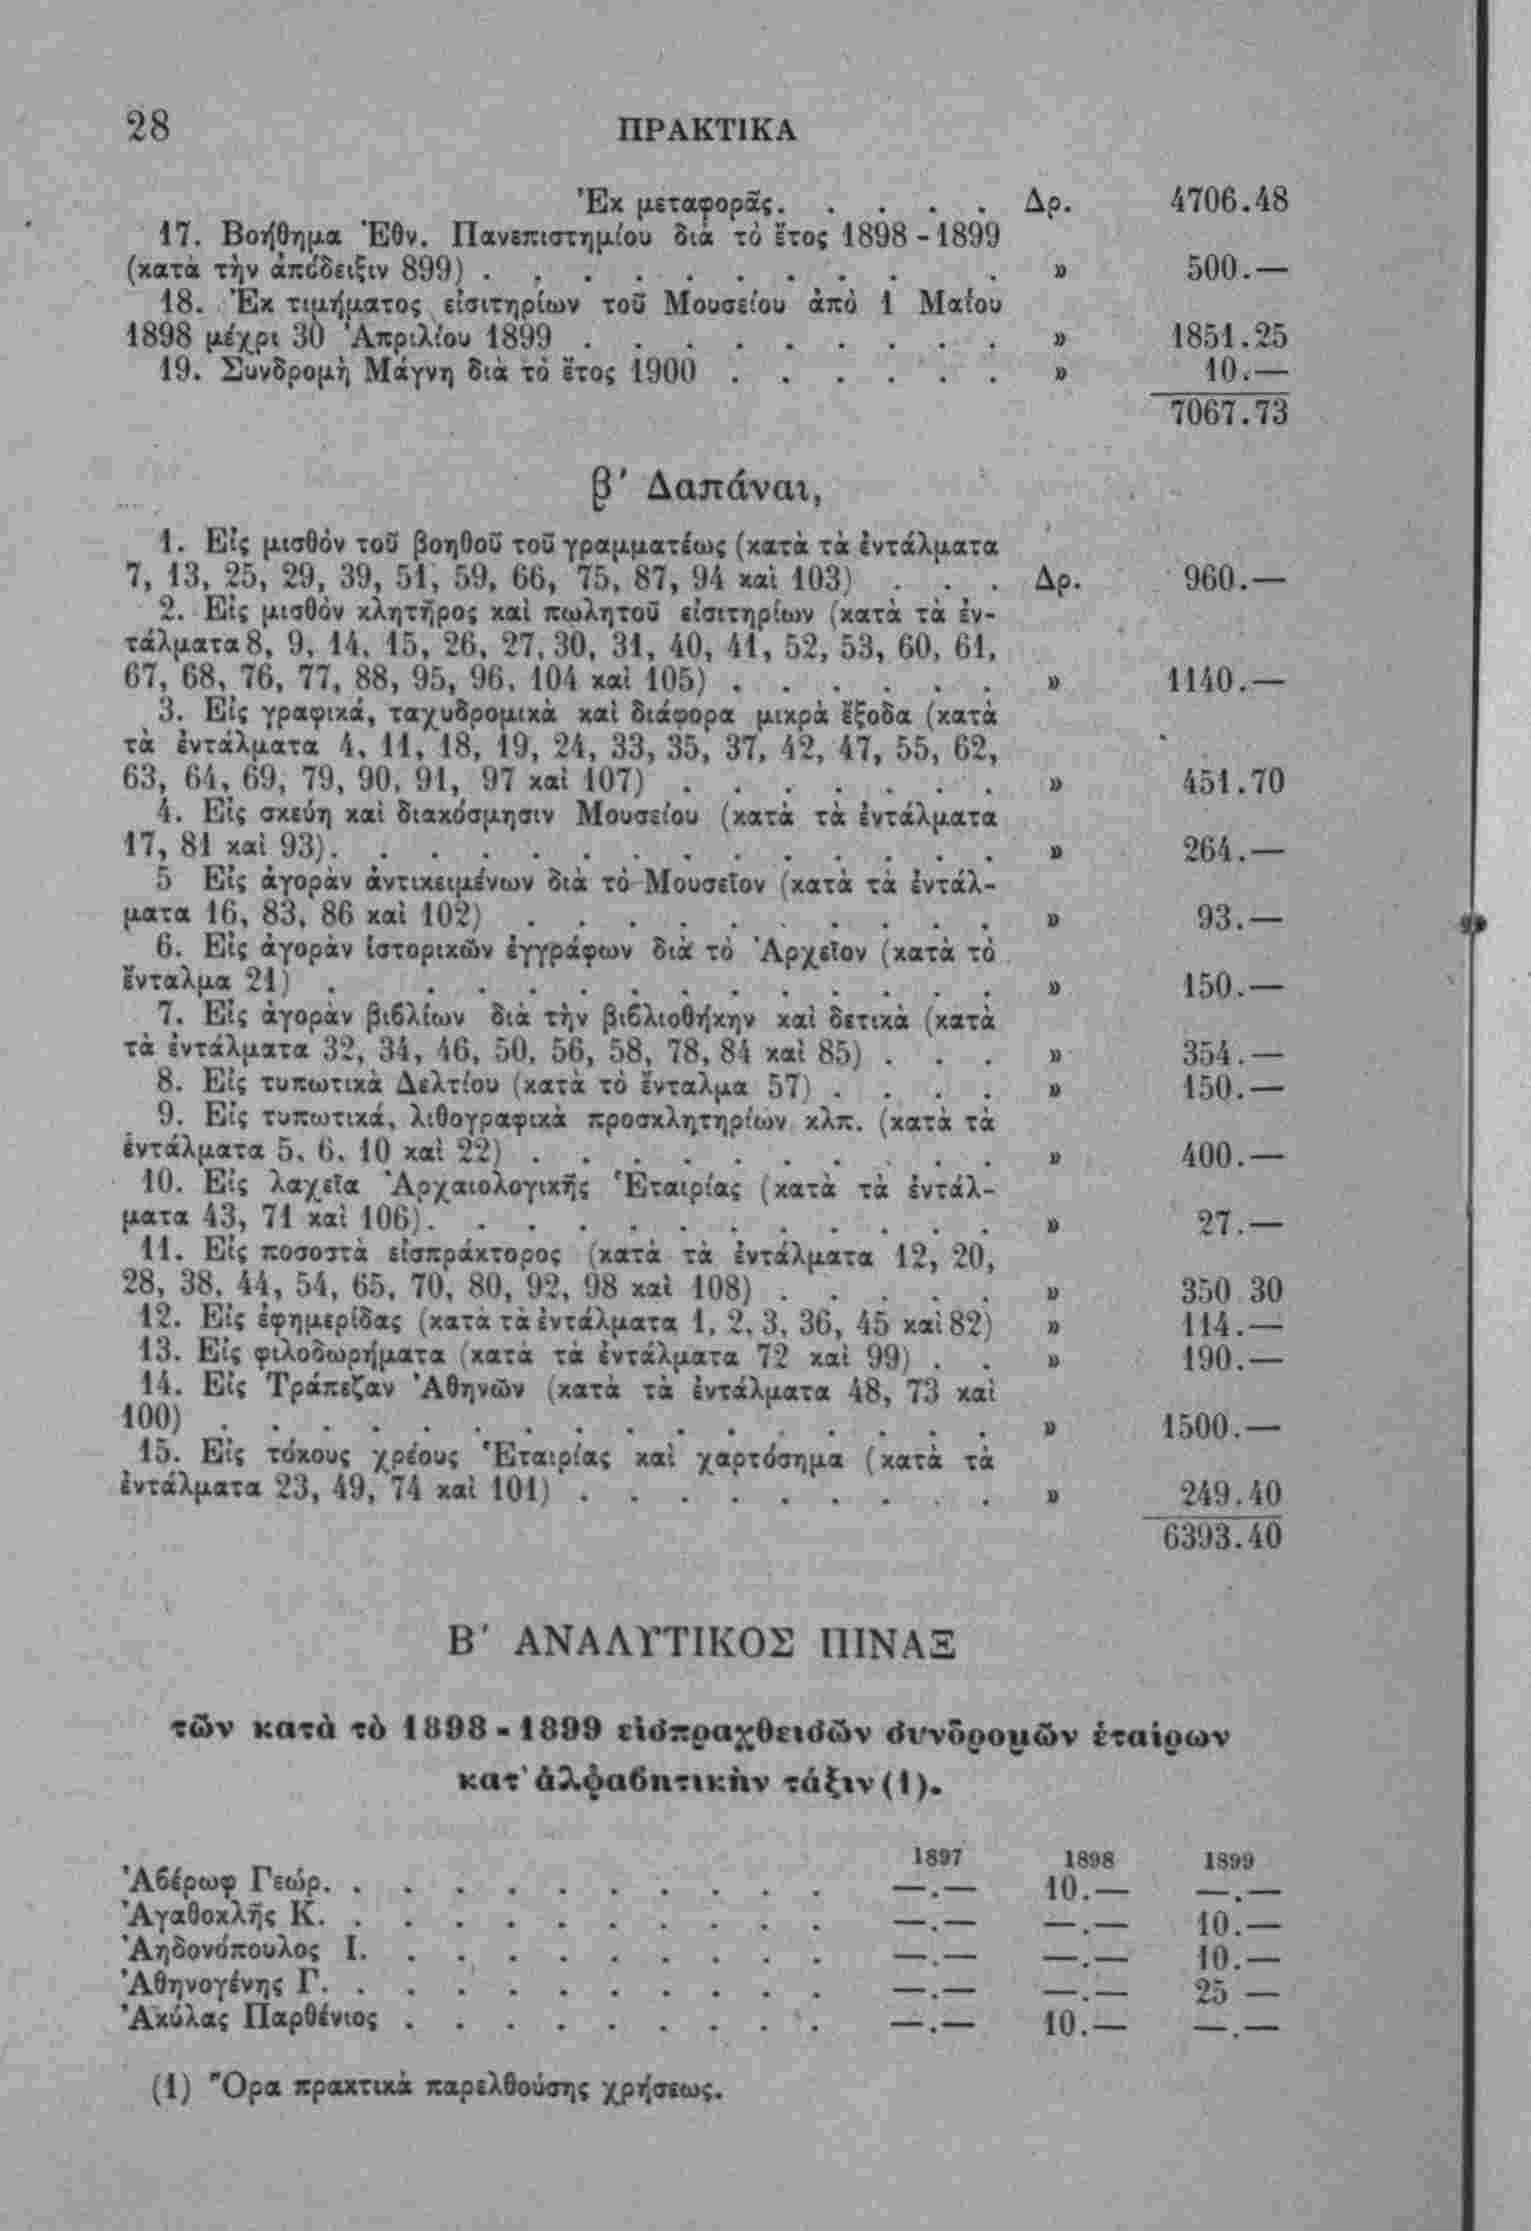 28 ΠΡΑΚΤΙΚΑ
Ἐκ μεταφορᾶς. . . . . . Δρ. 4706.48
17. Βοήθημα Ἐθν. Πανεπιστημίου διὰ τὸ ἔτος 1898-1899
(κατὰ τὴν ἀπόδειξιν 899) . . . . . . . . . . . » 500.—
18. Ἐκ τιμήματος εἰσιτηρίων τοῦ Μουσείου ἀπὸ 1 Μαΐου
1898 μέχρι 30 Ἀπριλίου 1899 . . . . . . . . . » 1851.25
19. Συνδρομὴ Μάγνη διὰ τὸ ἔτος 1900 . . . . . . » 10.—
7067.73
β' Δαπάναι,
1. Εἰς μισθὸν τοῦ βοηθοῦ τοῦ γραμματέως (κατὰ τὰ ἐντάλματα
7, 13, 25, 29, 39, 51, 59, 66, 75, 87, 94 καὶ 103) . . . Δρ. 960.—
2. Εἰς μισθὸν κλητῆρος καὶ πωλητοῦ εἰσιτηρίων (κατὰ τὰ ἐν-
τάλματα 8, 9, 14, 15, 26, 27, 30, 31, 40, 41, 52, 53, 60, 61,
67, 68, 76, 77, 88, 95, 96, 104 καὶ 105) . . . . . . » 1140.—
3. Εἰς γραφικά, ταχυδρομικὰ καὶ διάφορα μικρὰ ἔξοδα (κατὰ
τὰ ἐντάλματα 4, 11, 18, 19, 24, 33, 35, 37, 42, 47, 55, 62,
63, 64, 69, 79, 90, 91, 97 καὶ 107) . . . . . . . » 451.70
4. Εἰς σκεύη καὶ διακόσμησιν Μουσείου (κατὰ τὰ ἐντάλματα
17, 81 καὶ 93). . . . . . . . . . . . . . » 264.—
5 Εἰς ἀγορὰν ἀντικειμένων διὰ τὸ Μουσεῖον (κατὰ τὰ ἐντάλ-
ματα 16, 83, 86 καὶ 102) . . . . . . . . . . » 93.—
6. Εἰς ἀγορὰν ἱστορικῶν ἐγγράφων διὰ τὸ Ἀρχεῖον (κατὰ τὸ
ἔνταλμα 21) . . . . . . . . . . . . . » 150.—
7. Εἰς ἀγορὰν βιβλίων διὰ τὴν βιβλιοθήκην καὶ δετικὰ (κατὰ
τὰ ἐντάλματα 32, 34, 46, 50, 56, 58, 78, 84 καὶ 85) . . . » 354.—
8. Εἰς τυπωτικὰ Δελτίου (κατὰ τὸ ἔνταλμα 57) . . . . » 150.—
9. Εἰς τυπωτικά, λιθογραφικὰ προσκλητηρίων κλπ. (κατὰ τὰ
ἐντάλματα 5, 6, 10 καὶ 22) . . . . . . . . . . » 400.—
10. Εἰς λαχεῖα Ἀρχαιολογικῆς Ἑταιρίας (κατὰ τὰ ἐντάλ-
ματα 43, 71 καὶ 106). . . . . . . . . . . . » 27.—
11. Εἰς ποσοστὰ εἰσπράκτορος (κατὰ τὰ ἐντάλματα 12, 20,
28, 38, 44, 54, 65, 70, 80, 92, 98 καὶ 108) . . . . . » 350 30
12. Εἰς ἐφημερίδας (κατὰ τὰ ἐντάλματα 1, 2, 3, 36, 45 καὶ 82) » 114.—
13. Εἰς φιλοδωρήματα (κατὰ τὰ ἐντάλματα 72 καὶ 99) . . » 190.—
14. Εἰς Τράπεζαν Ἀθηνῶν (κατὰ τὰ ἐντάλματα 48, 73 καὶ
100) . . . . . . . . . . . . . . . . » 1500.—
15. Εἰς τόκους χρέους Ἑταιρίας καὶ χαρτόσημα (κατὰ τὰ
ἐντάλματα 23, 49, 74 καὶ 101) . . . . . . . . . » 249.40
6393.40
Β' ΑΝΑΛΥΤΙΚΟΣ ΠΙΝΑΞ
τῶν κατὰ τὸ 1898-1899 εἰσπραχθεισῶν συνδρομῶν ἑταίρων
κατ' ἀλφαβητικὴν τάξιν (1).
1897 1898 1899
Ἀβέρωφ Γεώρ. . . . . . . . . . . —.— 10.— —.—
Ἀγαθοκλῆς Κ. . . . . . . . . . . —.— —.— 10.—
Ἀηδονόπουλος Ι. . . . . . . . . . —.— —.— 10.—
Ἀθηνογένης Γ. . . . . . . . . . . —.— —.— 25 —
Ἀκύλας Παρθένιος . . . . . . . . . —.— 10.— —.—
(1) Ὅρα πρακτικὰ παρελθούσης χρήσεως.